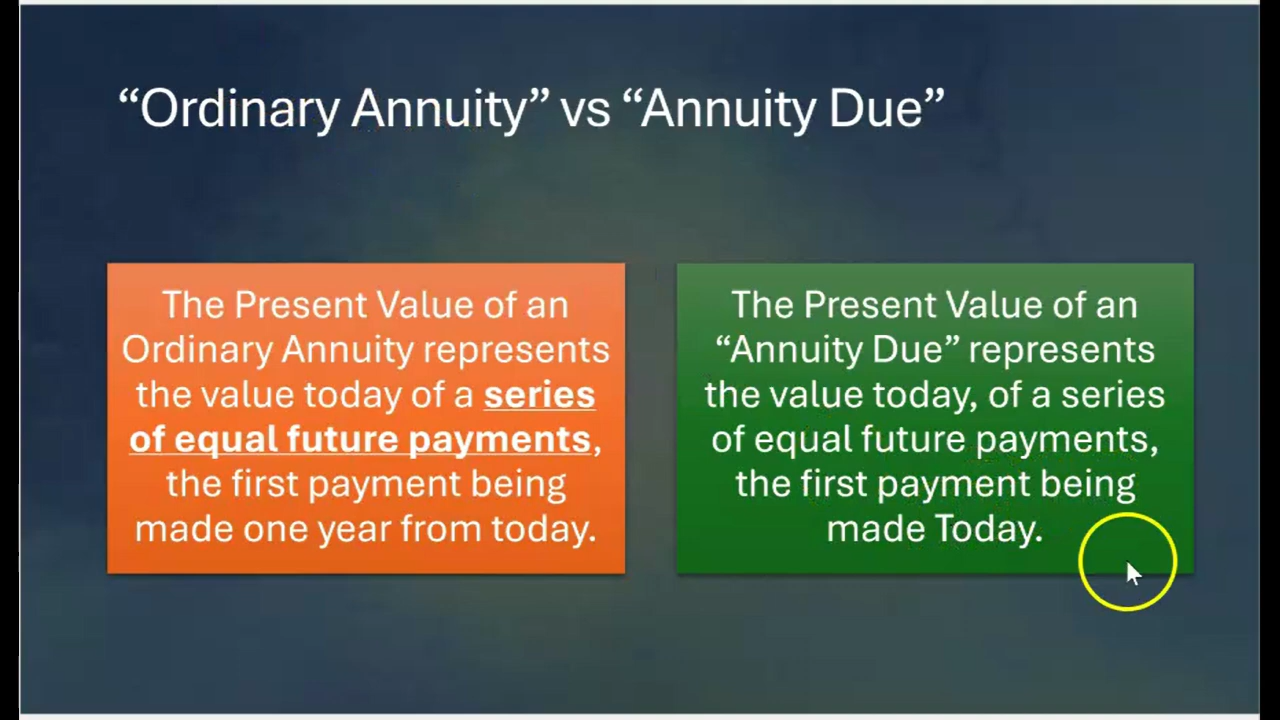 “Ordinary Annuity” vs “Annuity Due”
The Present Value of an
Ordinary Annuity represents
the value today of a series
of equal future payments,
the first payment being
made one year from today.
The Present Value of an
“Annuity Due” represents
the value today, of a series
of equal future payments,
the first payment being
made Today.